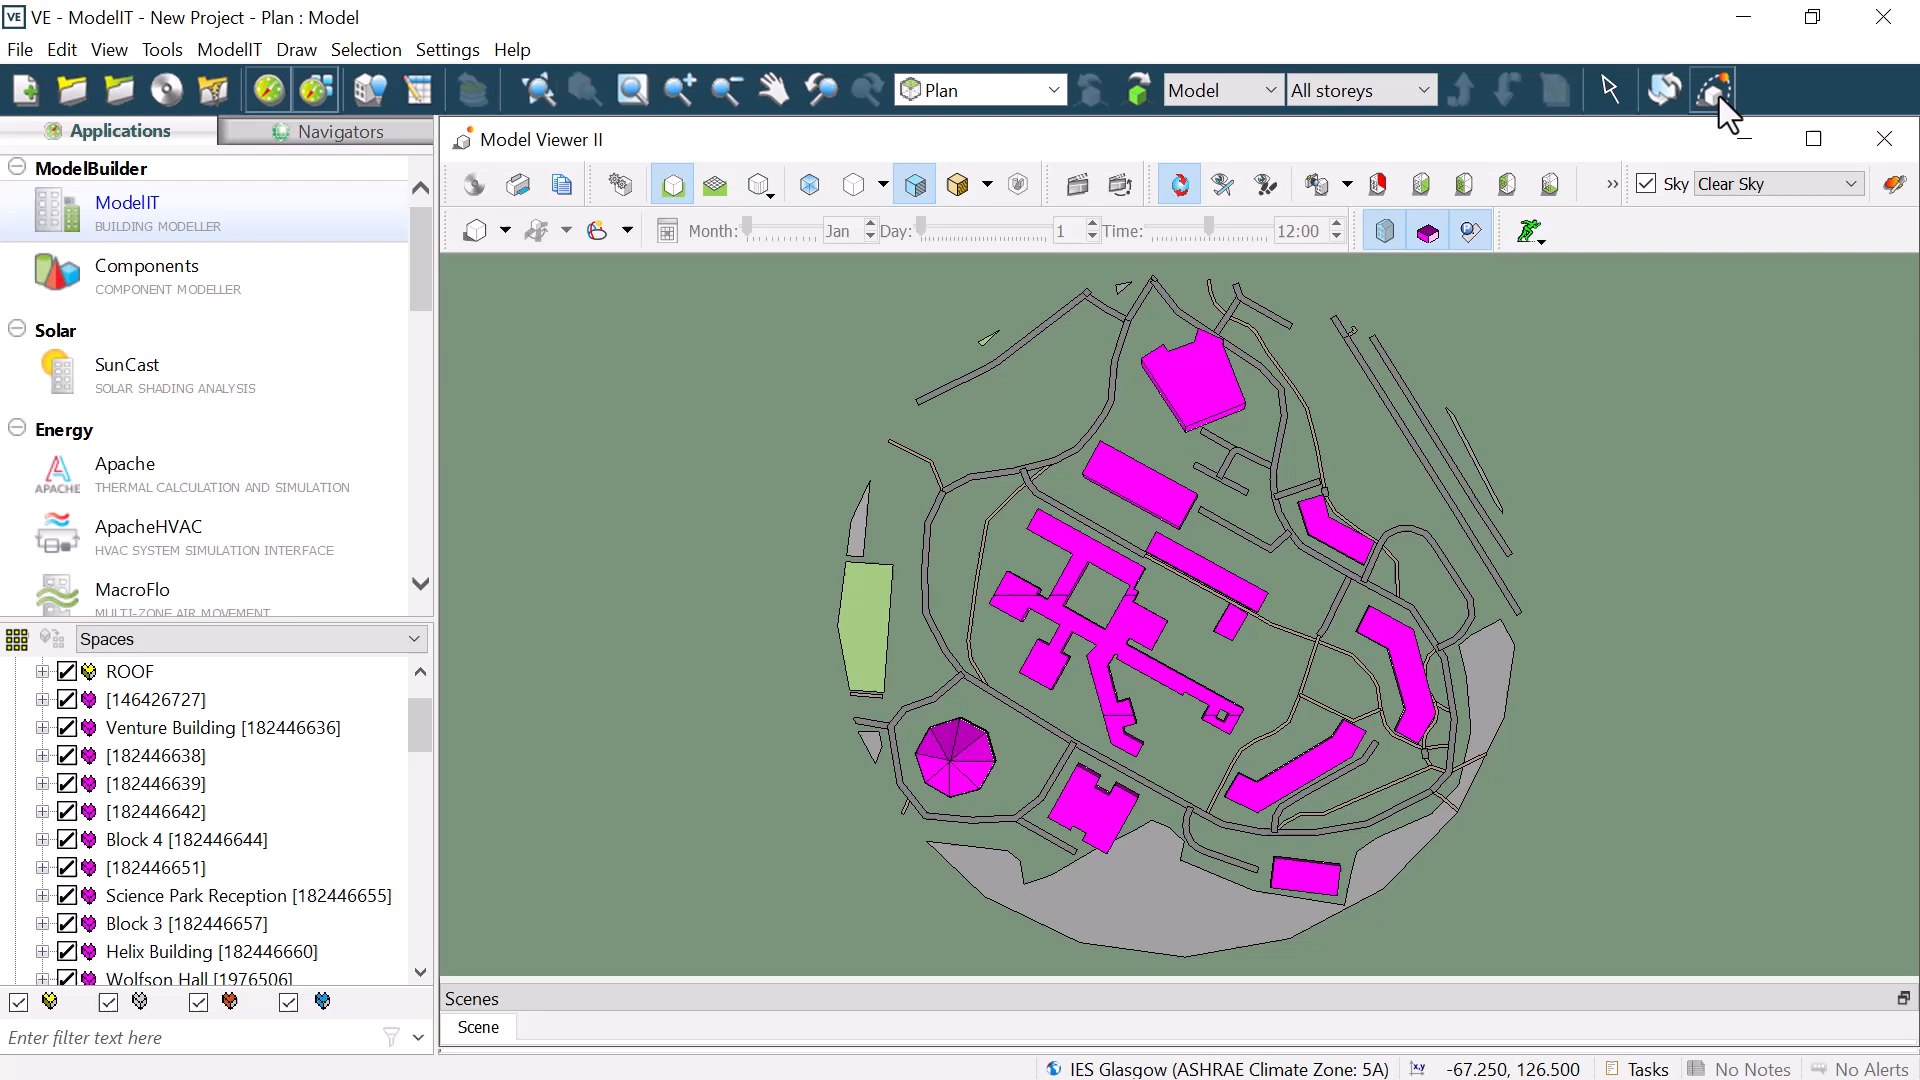 VE - ModelIT - New Project - Plan : Model
File Edit View Tools ModelIT Draw Selection Settings Help
Plan
Model
All storeys
Applications
Navigators
ModelBuilder
ModelIT
BUILDING MODELLER
Components
COMPONENT MODELLER
Solar
SunCast
SOLAR SHADING ANALYSIS
Energy
APACHE
Apache
THERMAL CALCULATION AND SIMULATION
ApacheHVAC
HVAC SYSTEM SIMULATION INTERFACE
MacroFlo
MULTI-ZONE AIR MOVEMENT
Spaces
ROOF
[146426727]
Venture Building [182446636]
[182446638]
[182446639]
[182446642]
Block 4 [182446644]
[182446651]
Science Park Reception [182446655]
Block 3 [182446657]
Helix Building [182446660]
Wolfson Hall [1976506]
Enter filter text here
Model Viewer II
Sky Clear Sky
Month: Jan Day: 1 Time: 12:00
Scenes
Scene
IES Glasgow (ASHRAE Climate Zone: 5A) x,y -67.250, 126.500 Tasks No Notes No Alerts